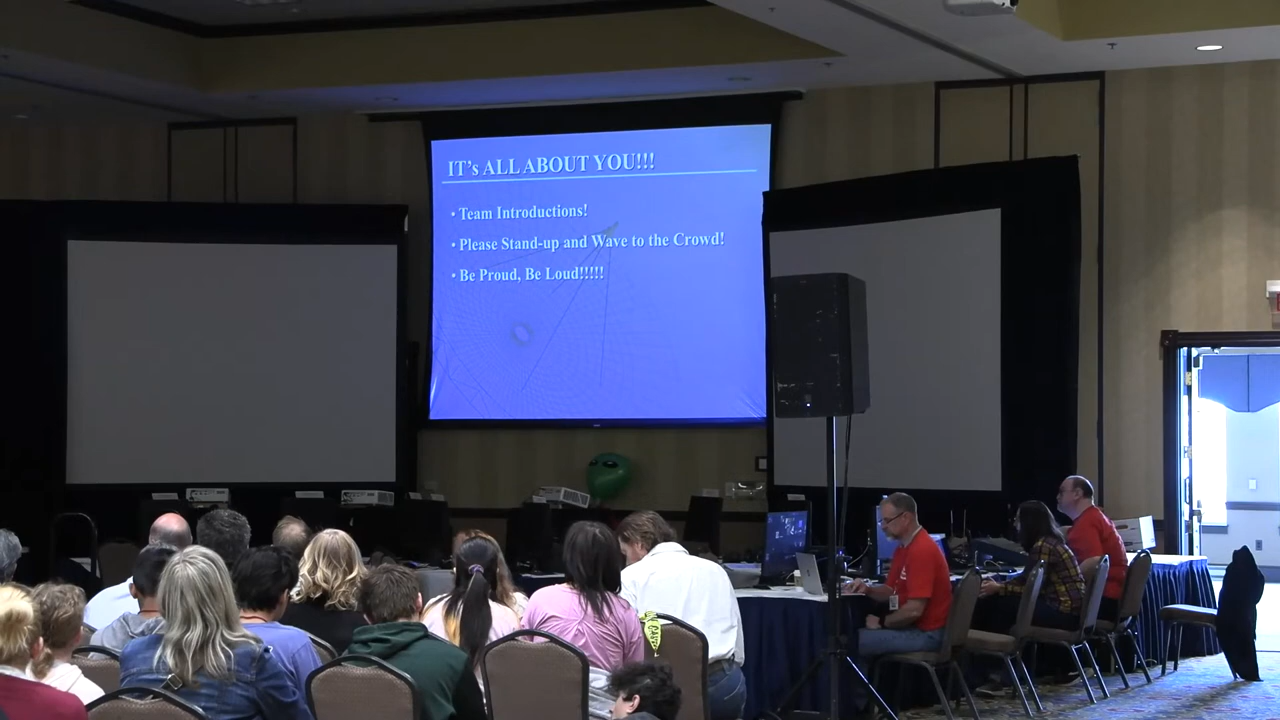 IT's ALL ABOUT YOU!!!
• Team Introductions!
• Please Stand-up and Wave to the Crowd!
• Be Proud, Be Loud!!!!!